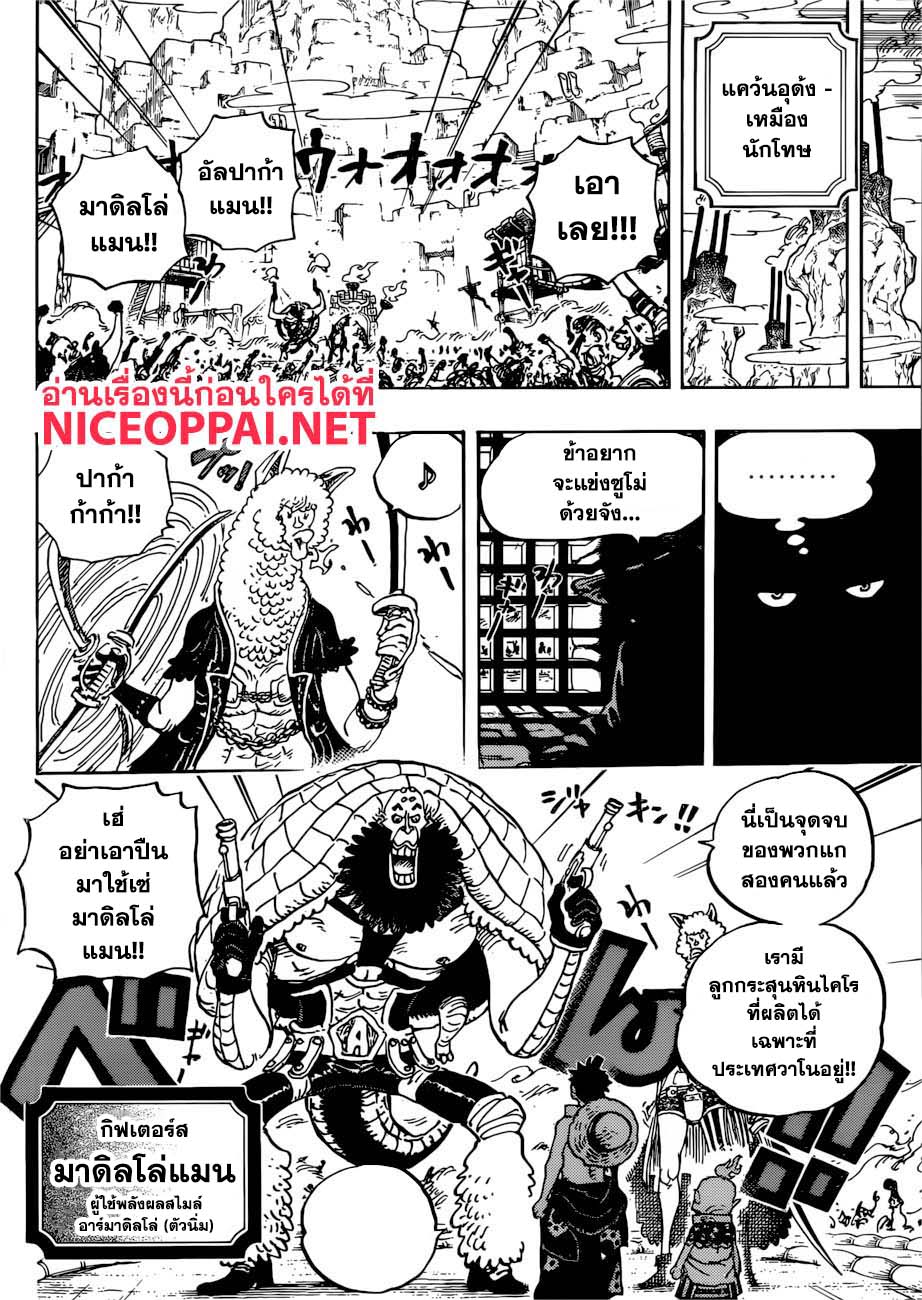 แคว้นอุด้ง -
เหมือง
นักโทษ
เอา
เลย!!!
ウォオオオオオ
อัลปาก้า
แมน!!
มาดิลโล่
แมน!!
อ่านเรื่องนี้ก่อนใครได้ที่
NICEOPPAI.NET
.........
ข้าอยาก
จะแข่งซูโม่
ด้วยจัง...
ปาก้า
ก้าก้า!!
นี่เป็นจุดจบ
ของพวกแก
สองคนแล้ว
เรามี
ลูกกระสุนหินไคโร
ที่ผลิตได้
เฉพาะที่
ประเทศวาโนอยู่!!
ジャキン!!
เฮ่
อย่าเอาปืน
มาใช้เซ่
มาดิลโล่
แมน!!
กิฟเตอร์ส
มาดิลโล่แมน
ผู้ใช้พลังผลสไมล์
อาร์มาดิลโล่ (ตัวนิ่ม)
A